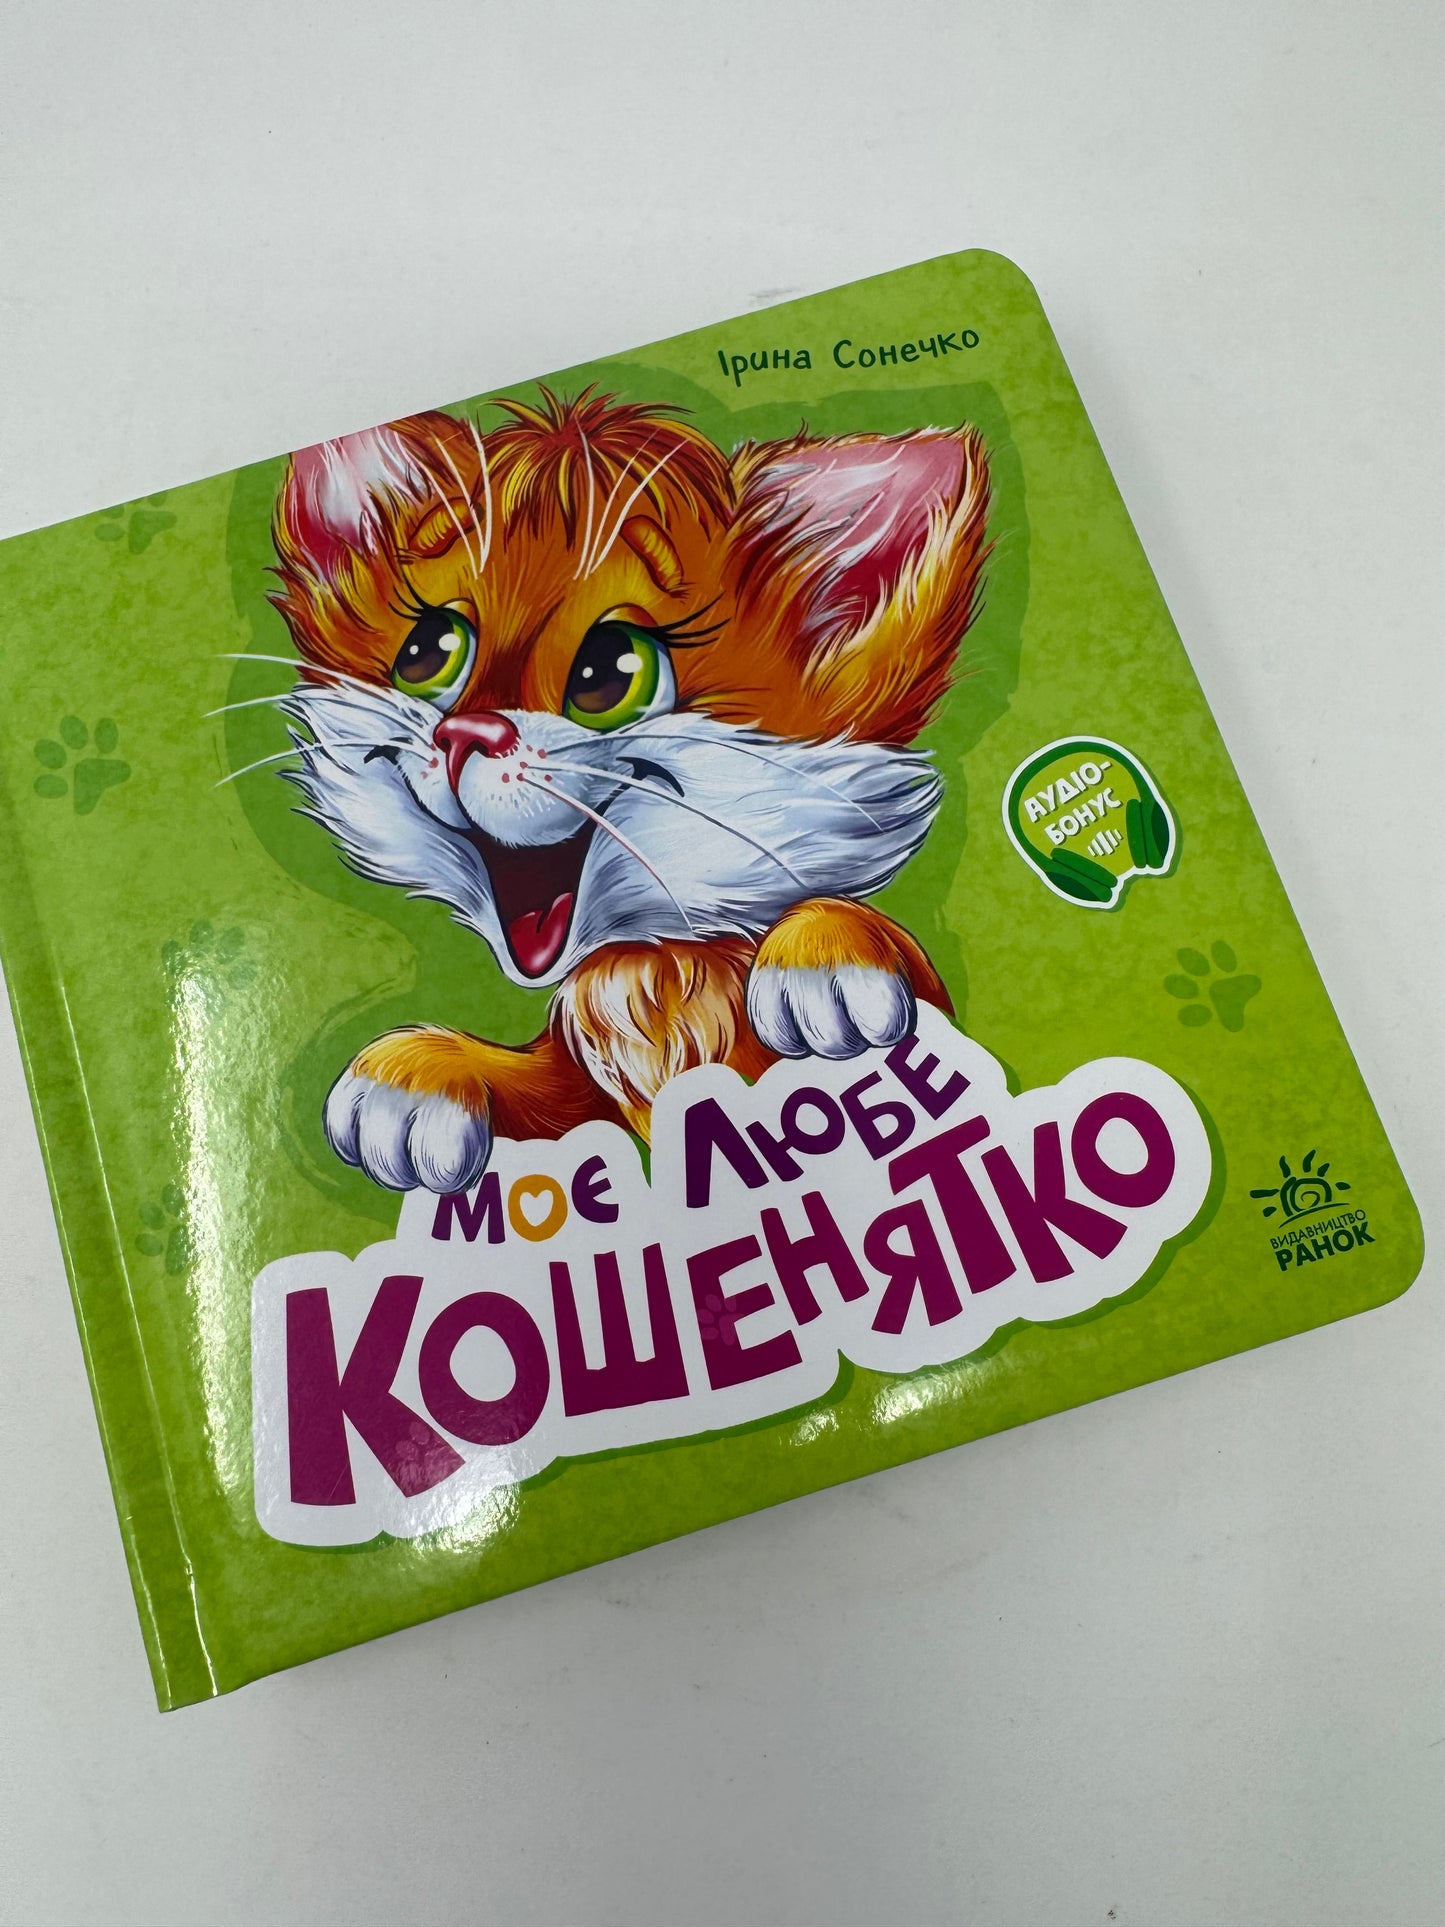 Ірина Сонечко
АУДІО-
БОНУС
МОЄ ЛЮБЕ
КОШЕНЯТКО
ВИДАВНИЦТВО
РАНОК